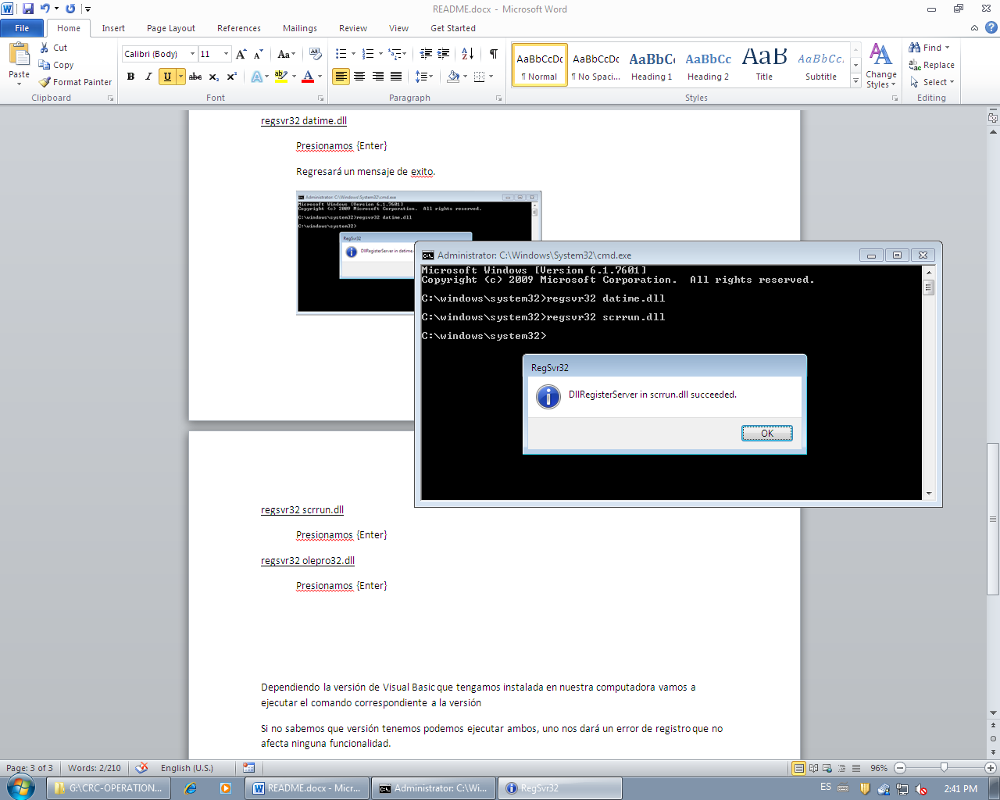 README.docx - Microsoft Word
File Home Insert Page Layout References Mailings Review View Get Started
Paste
Cut
Copy
Format Painter
Clipboard
Calibri (Body) 11
B I U abc
Font
Paragraph
AaBbCcDc AaBbCcDc AaBbCc AaBbCc AaB AaBbCc.
¶ Normal ¶ No Spaci... Heading 1 Heading 2 Title Subtitle
Styles
Change Styles
Find
Replace
Select
Editing
regsvr32 datime.dll
Presionamos {Enter}
Regresará un mensaje de exito.
Administrator: C:\Windows\System32\cmd.exe
Microsoft Windows [Version 6.1.7601]
Copyright (c) 2009 Microsoft Corporation.  All rights reserved.
C:\windows\system32>regsvr32 datime.dll
C:\windows\system32>
RegSvr32
DllRegisterServer in datime.
Administrator: C:\Windows\System32\cmd.exe
Microsoft Windows [Version 6.1.7601]
Copyright (c) 2009 Microsoft Corporation.  All rights reserved.
C:\windows\system32>regsvr32 datime.dll
C:\windows\system32>regsvr32 scrrun.dll
C:\windows\system32>
RegSvr32
DllRegisterServer in scrrun.dll succeeded.
OK
regsvr32 scrrun.dll
Presionamos {Enter}
regsvr32 olepro32.dll
Presionamos {Enter}
Dependiendo la versión de Visual Basic que tengamos instalada en nuestra computadora vamos a
ejecutar el comando correspondiente a la versión
Si no sabemos que versión tenemos podemos ejecutar ambos, uno nos dará un error de registro que no
afecta ninguna funcionalidad.
Page: 3 of 3 Words: 2/210 English (U.S.) 96%
G:\CRC-OPERATION... README.docx - Micr... Administrator: C:\Wi... RegSvr32 ES 2:41 PM